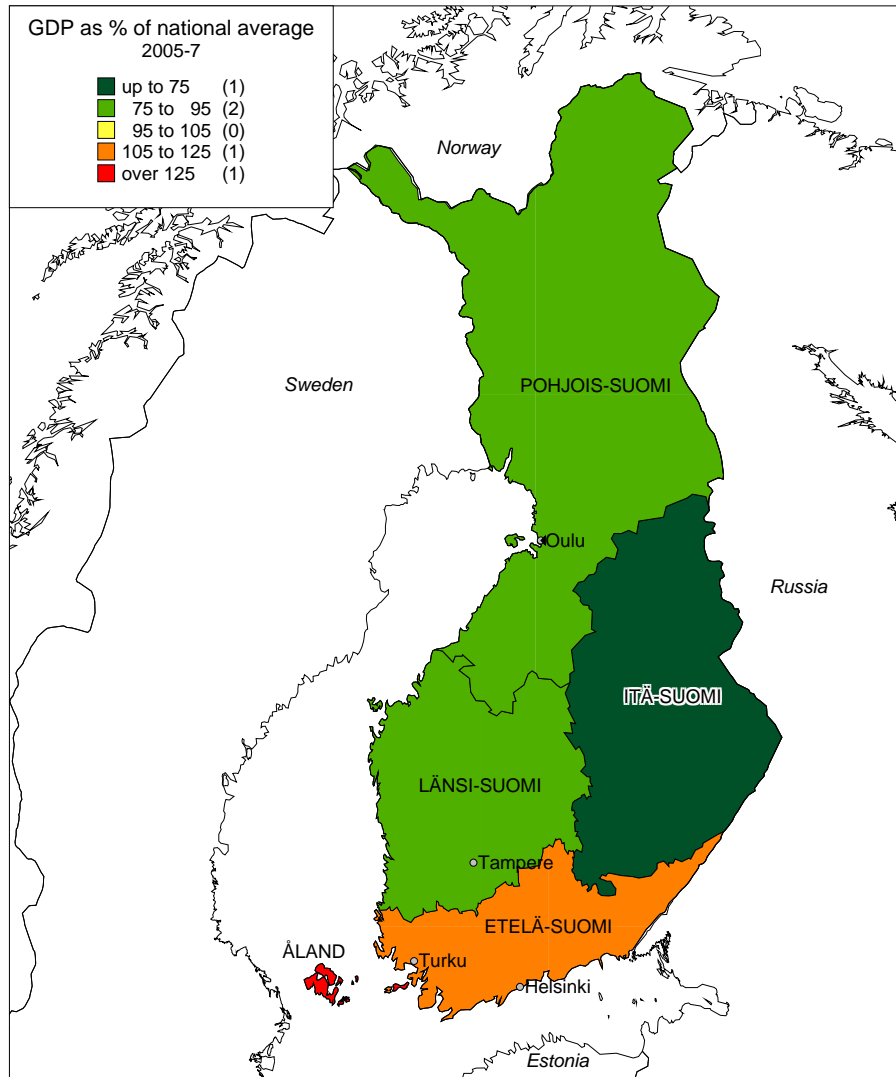 GDP as % of national average
2005-7
up to 75 (1)
75 to 95 (2)
95 to 105 (0)
105 to 125 (1)
over 125 (1)
Norway
Sweden
POHJOIS-SUOMI
Oulu
Russia
ITÄ-SUOMI
LÄNSI-SUOMI
Tampere
ETELÄ-SUOMI
ÅLAND
Turku
Helsinki
Estonia